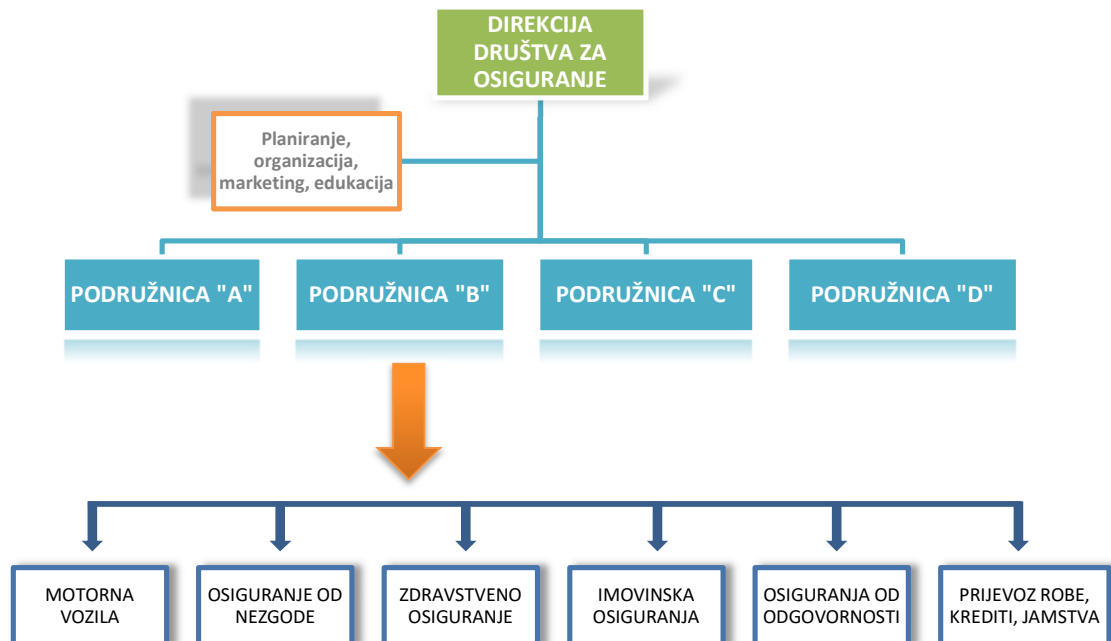 DIREKCIJA
DRUŠTVA ZA
OSIGURANJE
Planiranje,
organizacija,
marketing, edukacija
PODRUŽNICA "A"
PODRUŽNICA "B"
PODRUŽNICA "C"
PODRUŽNICA "D"
MOTORNA
VOZILA
OSIGURANJE OD
NEZGODE
ZDRAVSTVENO
OSIGURANJE
IMOVINSKA
OSIGURANJA
OSIGURANJA OD
ODGOVORNOSTI
PRIJEVOZ ROBE,
KREDITI, JAMSTVA